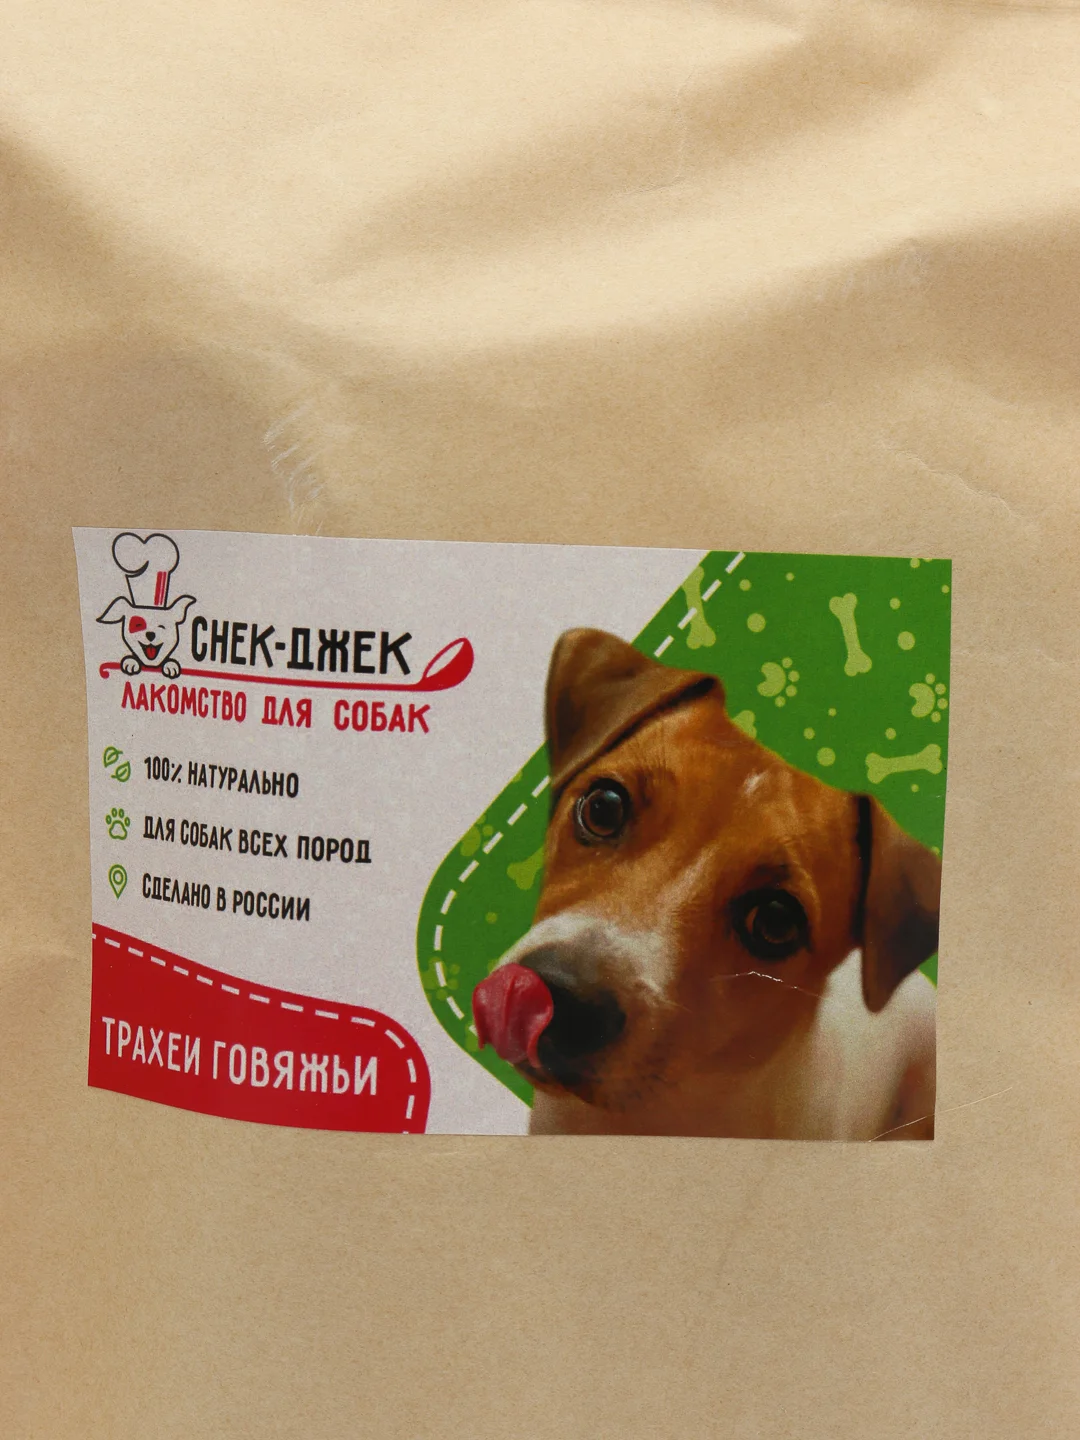 СНЕК-ДЖЕК
ЛАКОМСТВО ДЛЯ СОБАК
100% НАТУРАЛЬНО
ДЛЯ СОБАК ВСЕХ ПОРОД
СДЕЛАНО В РОССИИ
ТРАХЕИ ГОВЯЖЬИ